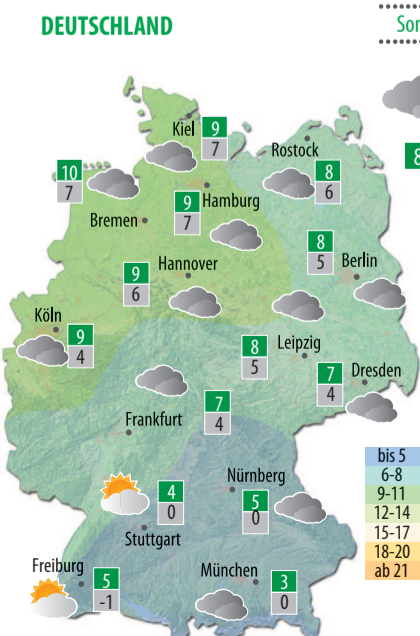 DEUTSCHLAND
Son
8
Kiel
9
7
Rostock
8
6
10
7
Hamburg
9
7
Bremen
8
5
Berlin
Hannover
9
6
Köln
9
4
Leipzig
8
5
Dresden
7
4
Frankfurt
7
4
Nürnberg
5
0
4
0
Stuttgart
Freiburg
5
-1
München
3
0
bis 5
6-8
9-11
12-14
15-17
18-20
ab 21